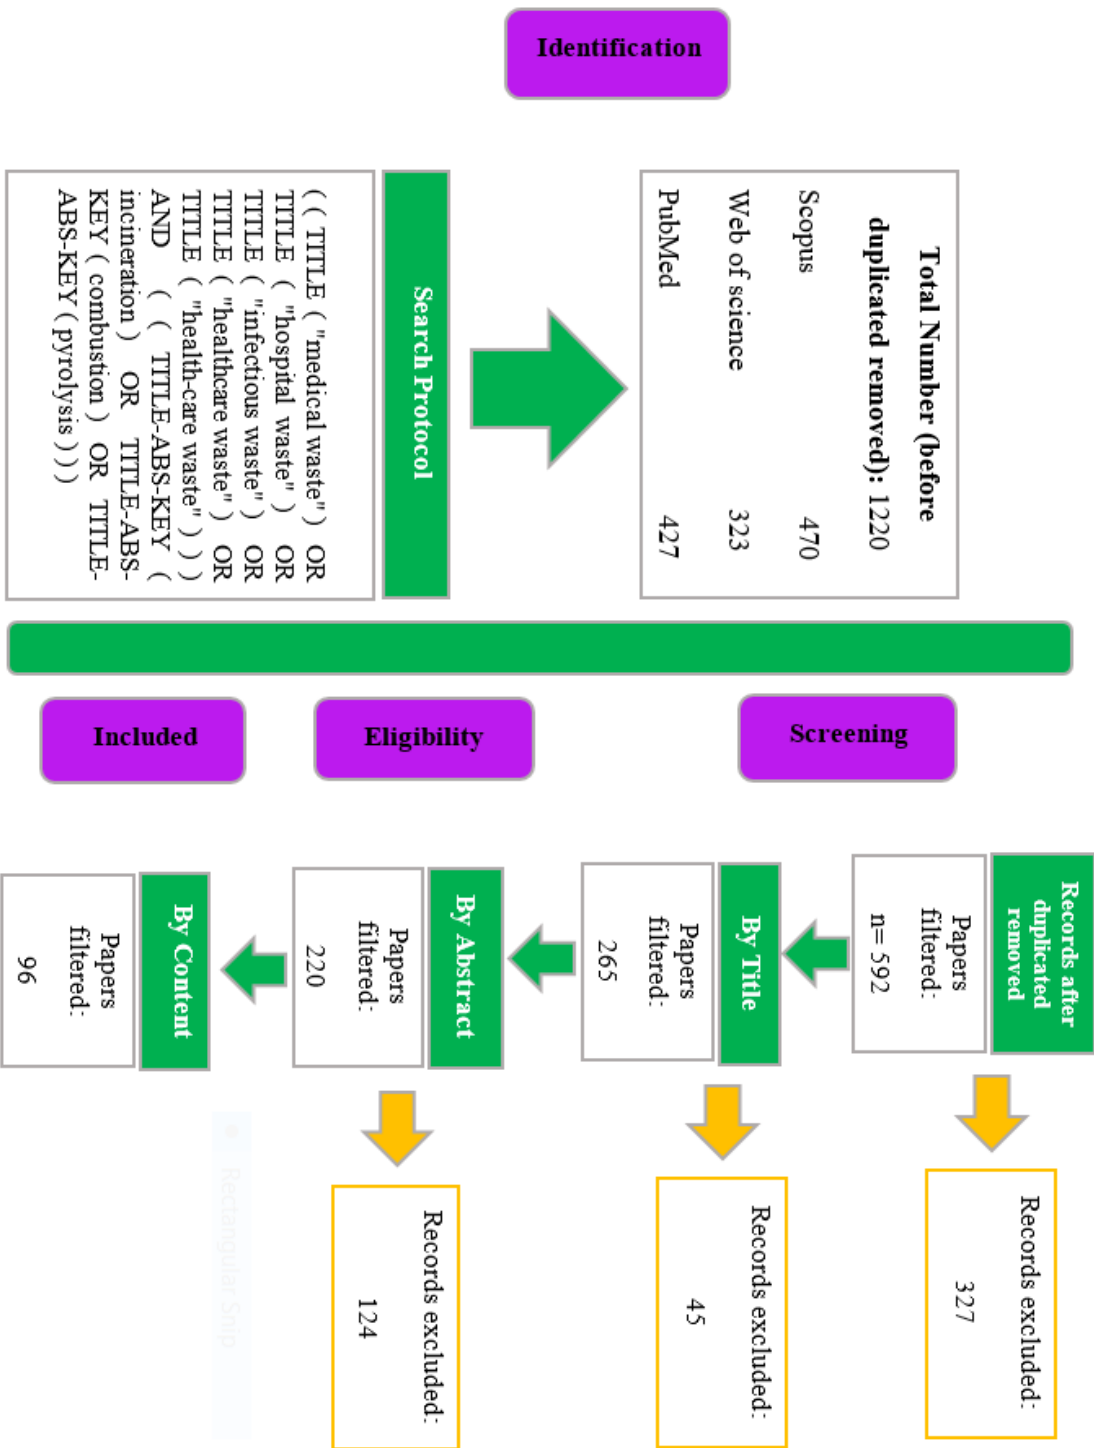 Identification
Total Number (before
duplicated removed): 1220
Scopus 470
Web of science 323
PubMed 427
Search Protocol
( ( ( TITLE ( "medical waste" ) OR
TITLE ( "hospital waste" ) OR
TITLE ( "infectious waste" ) OR
TITLE ( "healthcare waste" ) OR
TITLE ( "health-care waste" ) ) )
AND ( ( TITLE-ABS-KEY (
incineration ) OR TITLE-ABS-
KEY ( combustion ) OR TITLE-
ABS-KEY ( pyrolysis ) ) )
Screening
Records after
duplicated
removed
Papers
filtered:
n= 592
Records excluded:
327
By Title
Papers
filtered:
265
Records excluded:
45
Eligibility
By Abstract
Papers
filtered:
220
Records excluded:
124
Included
By Content
Papers
filtered:
96
Rectangular Snip